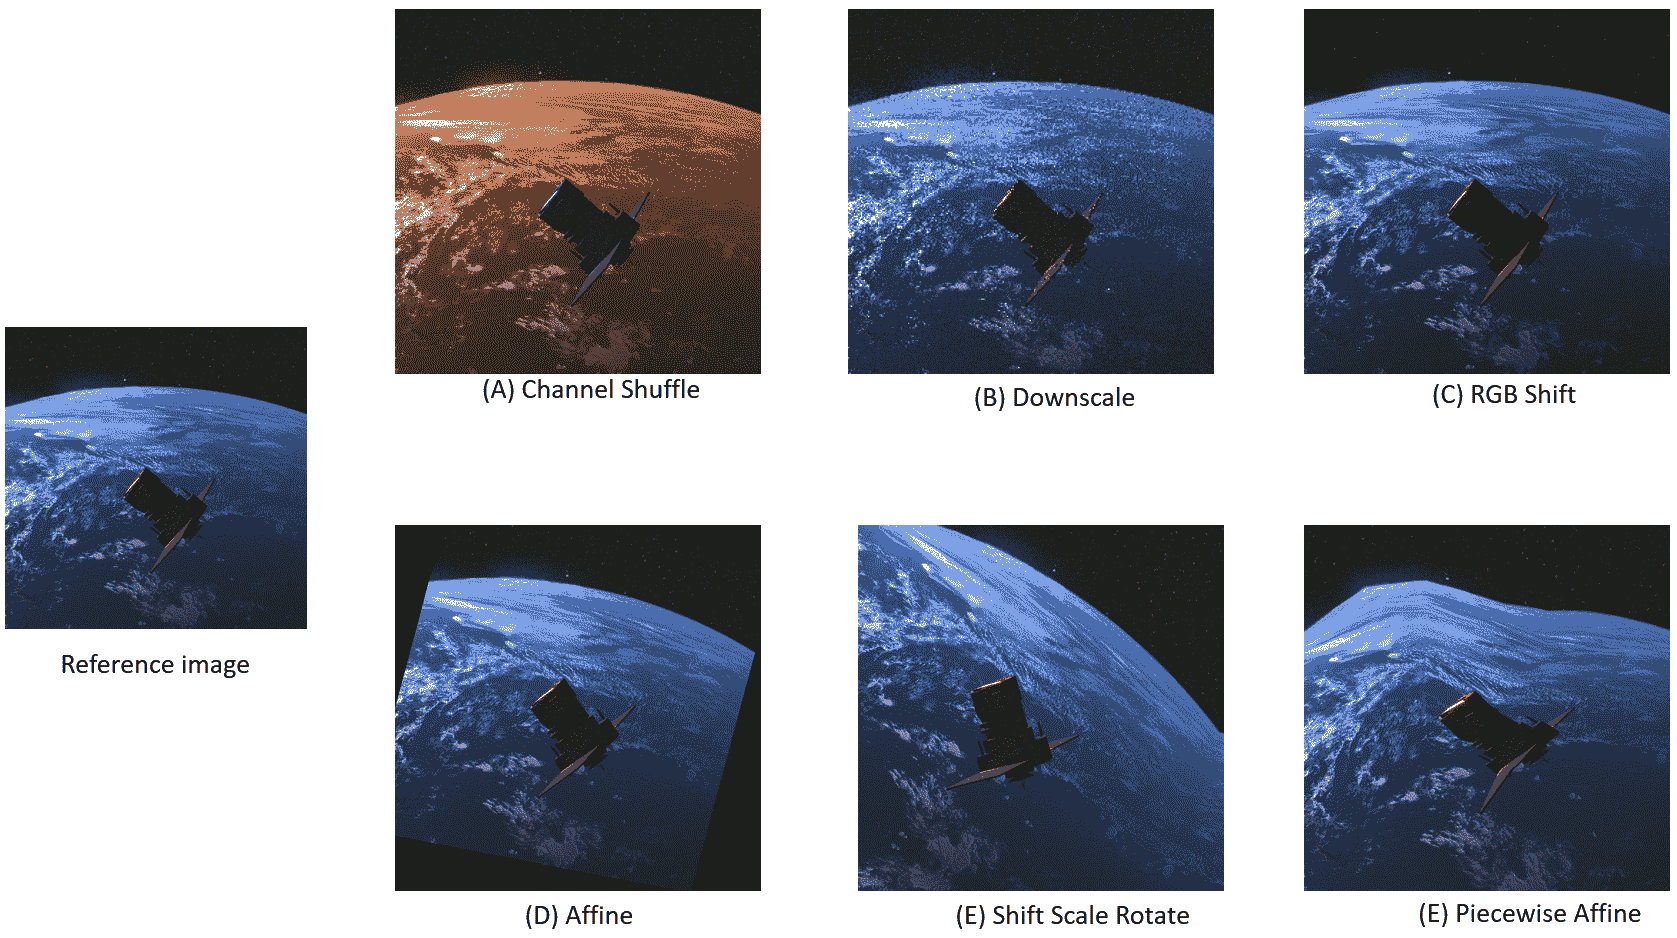 (A) Channel Shuffle
(B) Downscale
(C) RGB Shift
Reference image
(D) Affine
(E) Shift Scale Rotate
(E) Piecewise Affine